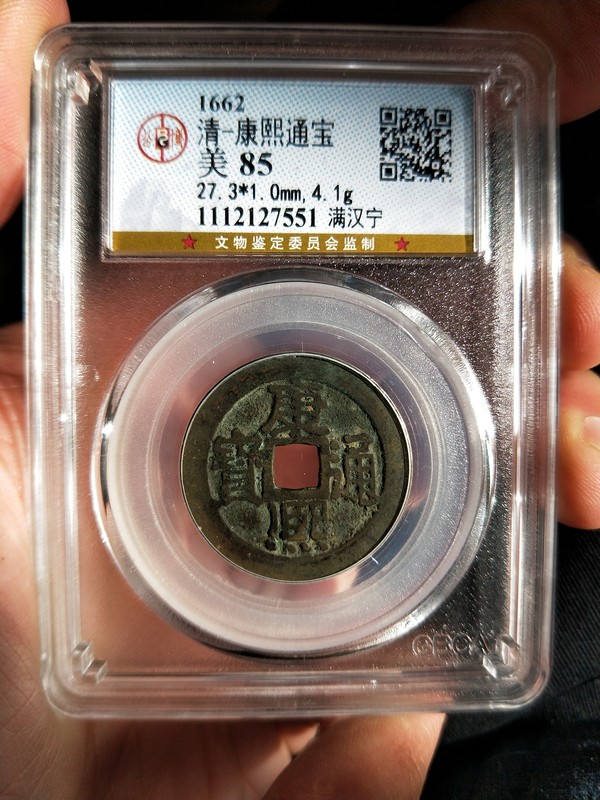 1662
清-康熙通宝
美 85
27.3*1.0mm, 4.1g
1112127551 满汉宁
★ 文物鉴定委员会监制 ★
康
寶 通
熙